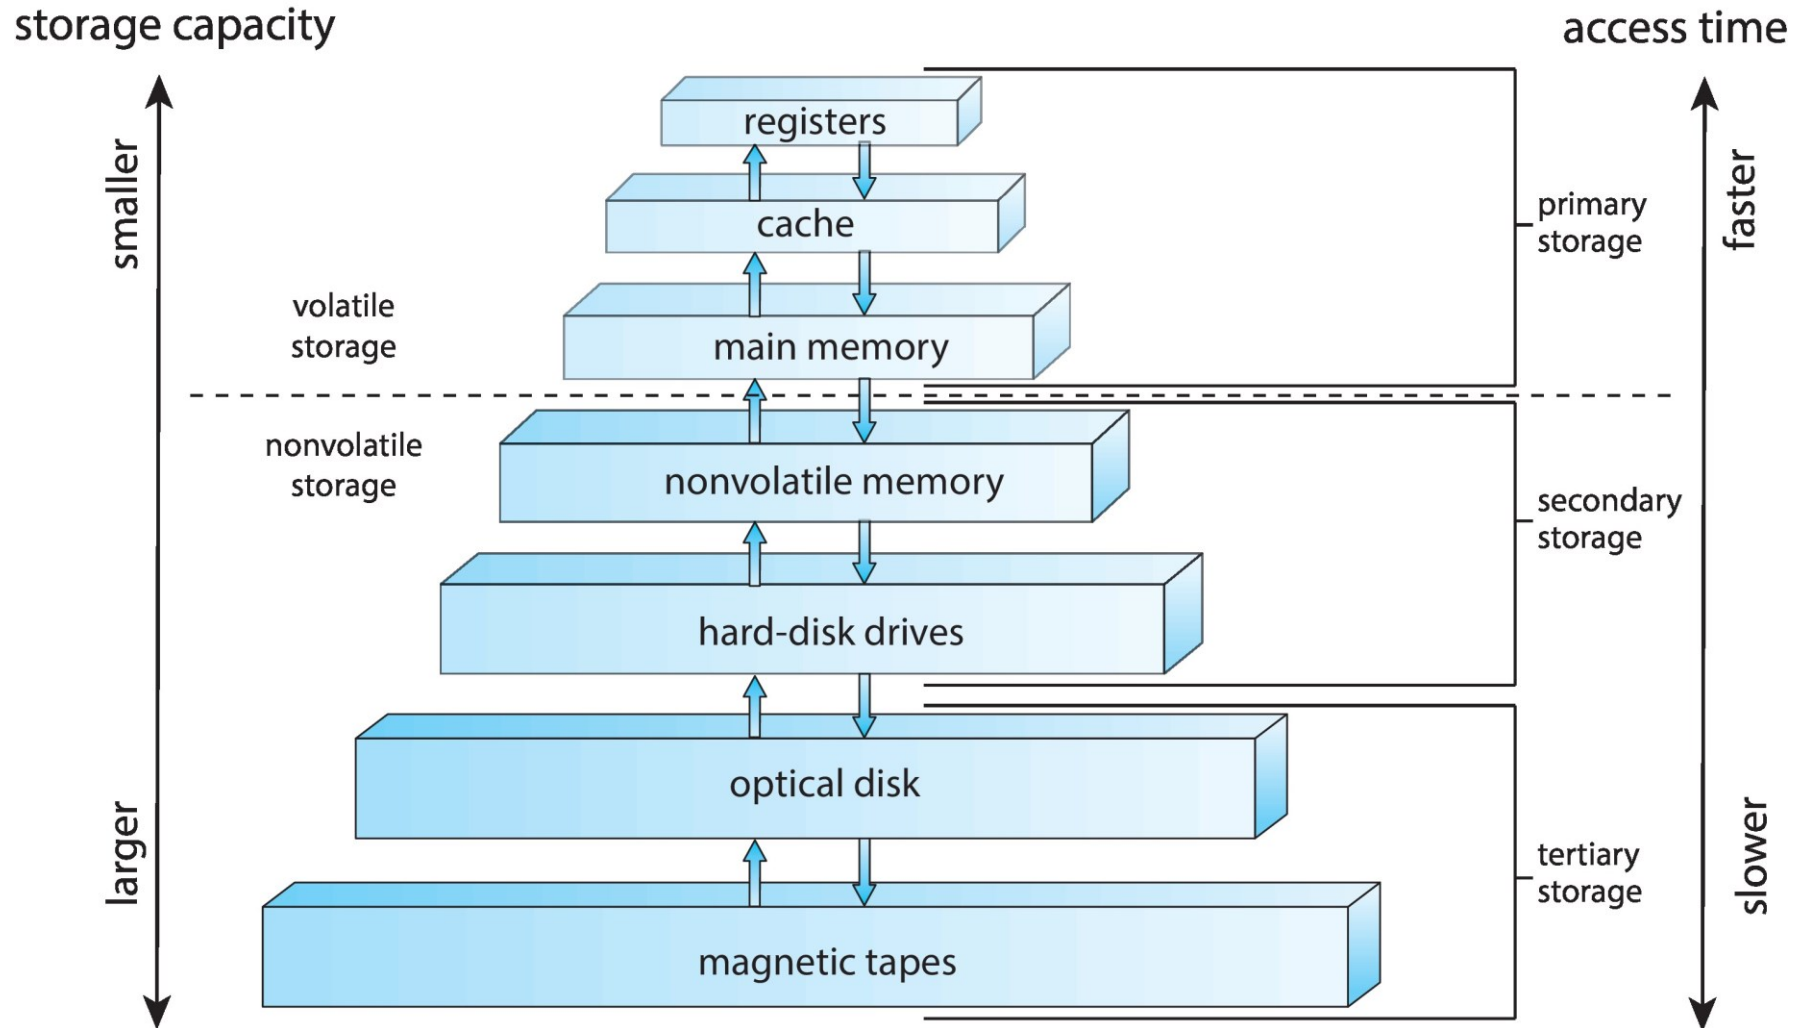 storage capacity
access time
smaller
larger
volatile
storage
nonvolatile
storage
registers
cache
main memory
nonvolatile memory
hard-disk drives
optical disk
magnetic tapes
primary
storage
secondary
storage
tertiary
storage
faster
slower